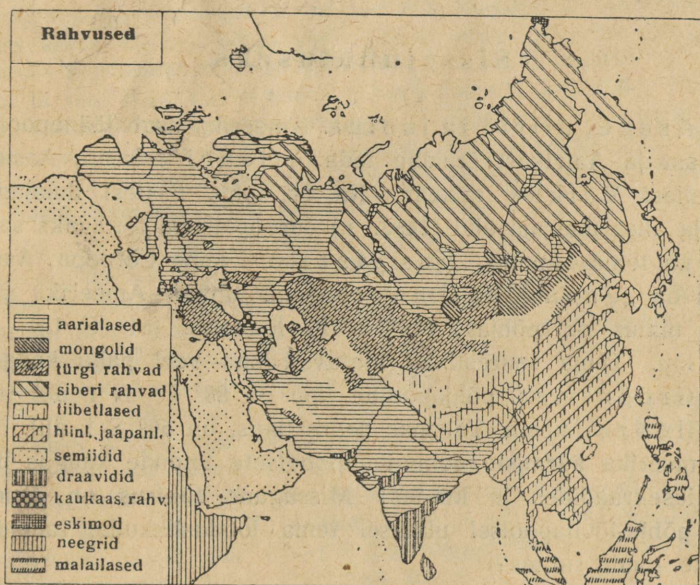 Rahvused
aarialased
mongolid
türgi rahvad
siberi rahvad
tiibetlased
hiinl. jaapanl.
semiidid
draavidid
kaukaas. rahv.
eskimod
neegrid
malailased